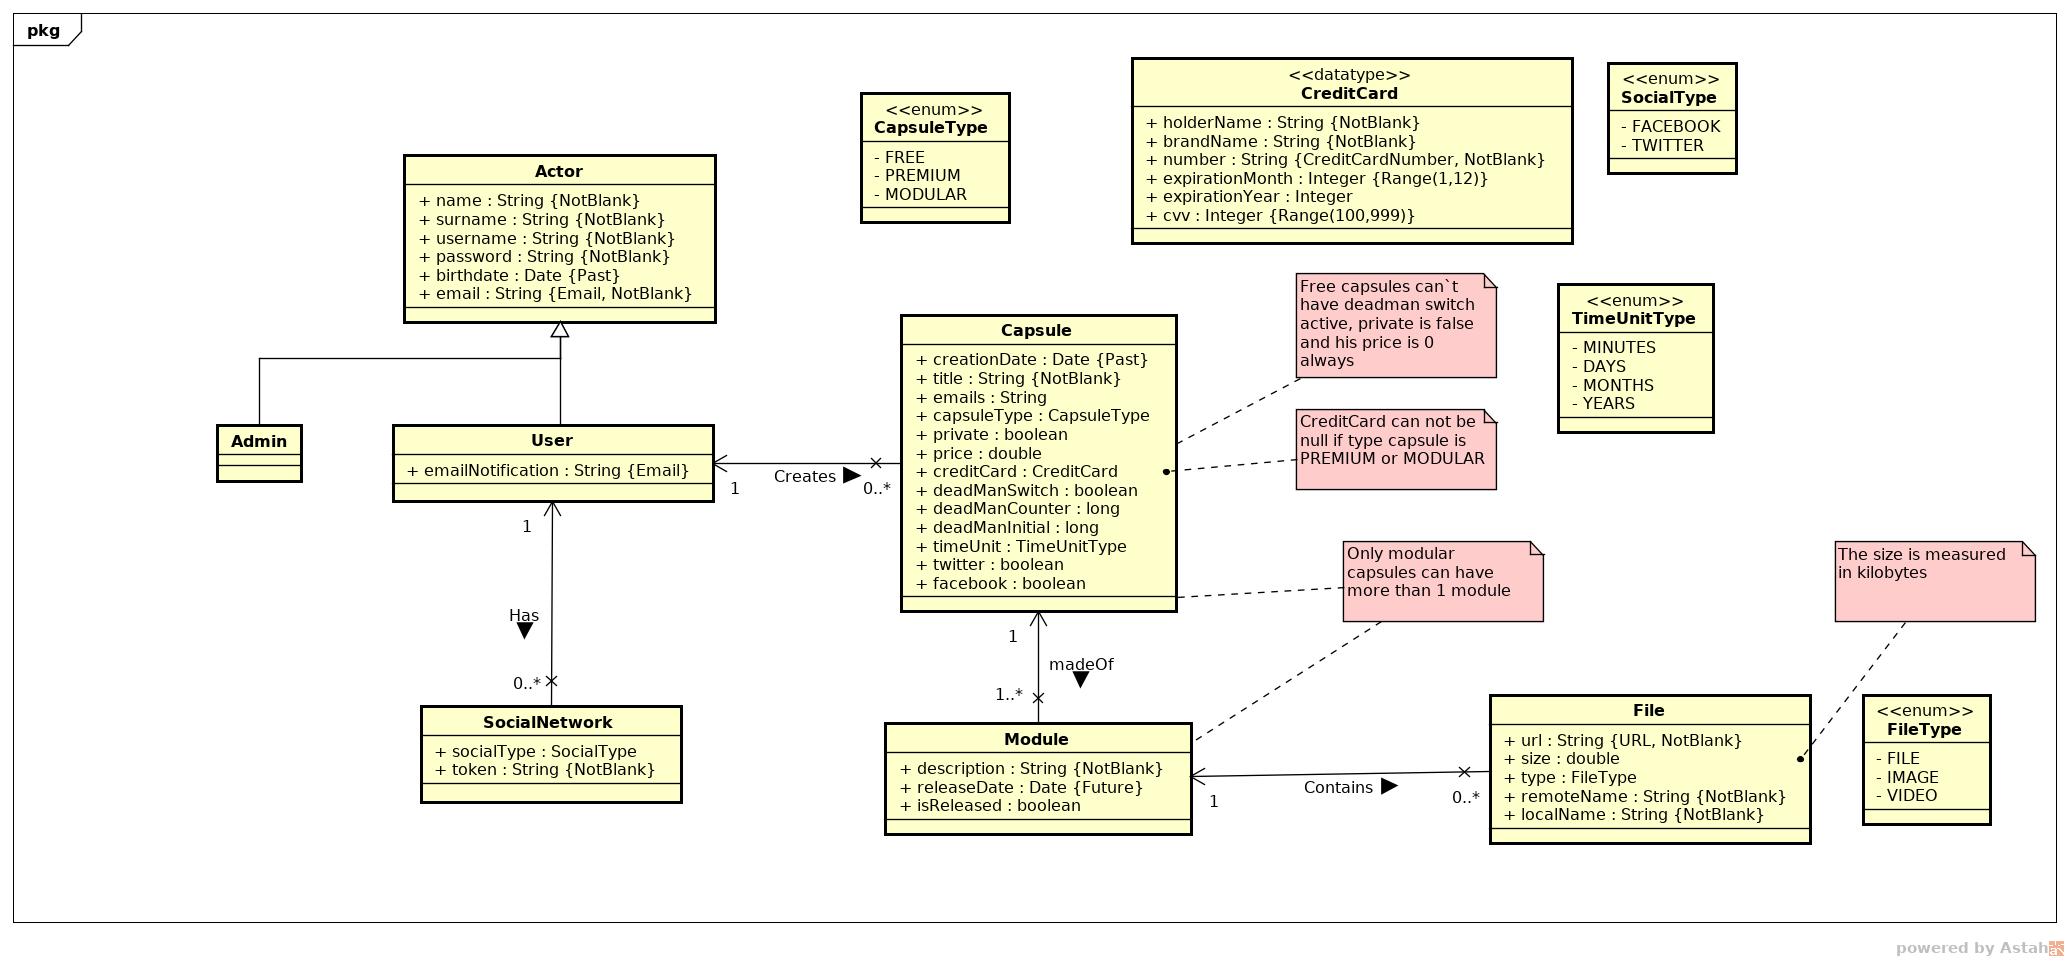 pkg
<<enum>>
CapsuleType
- FREE
- PREMIUM
- MODULAR
<<datatype>>
CreditCard
+ holderName : String {NotBlank}
+ brandName : String {NotBlank}
+ number : String {CreditCardNumber, NotBlank}
+ expirationMonth : Integer {Range(1,12)}
+ expirationYear : Integer
+ cvv : Integer {Range(100,999)}
<<enum>>
SocialType
- FACEBOOK
- TWITTER
Actor
+ name : String {NotBlank}
+ surname : String {NotBlank}
+ username : String {NotBlank}
+ password : String {NotBlank}
+ birthdate : Date {Past}
+ email : String {Email, NotBlank}
Free capsules can`t
have deadman switch
active, private is false
and his price is 0
always
<<enum>>
TimeUnitType
- MINUTES
- DAYS
- MONTHS
- YEARS
Capsule
+ creationDate : Date {Past}
+ title : String {NotBlank}
+ emails : String
+ capsuleType : CapsuleType
+ private : boolean
+ price : double
+ creditCard : CreditCard
+ deadManSwitch : boolean
+ deadManCounter : long
+ deadManInitial : long
+ timeUnit : TimeUnitType
+ twitter : boolean
+ facebook : boolean
CreditCard can not be
null if type capsule is
PREMIUM or MODULAR
Admin
User
+ emailNotification : String {Email}
1
Creates
0..*
1
Has
0..*
Only modular
capsules can have
more than 1 module
The size is measured
in kilobytes
1
madeOf
1..*
SocialNetwork
+ socialType : SocialType
+ token : String {NotBlank}
Module
+ description : String {NotBlank}
+ releaseDate : Date {Future}
+ isReleased : boolean
1
Contains
0..*
File
+ url : String {URL, NotBlank}
+ size : double
+ type : FileType
+ remoteName : String {NotBlank}
+ localName : String {NotBlank}
<<enum>>
FileType
- FILE
- IMAGE
- VIDEO
powered by Astah